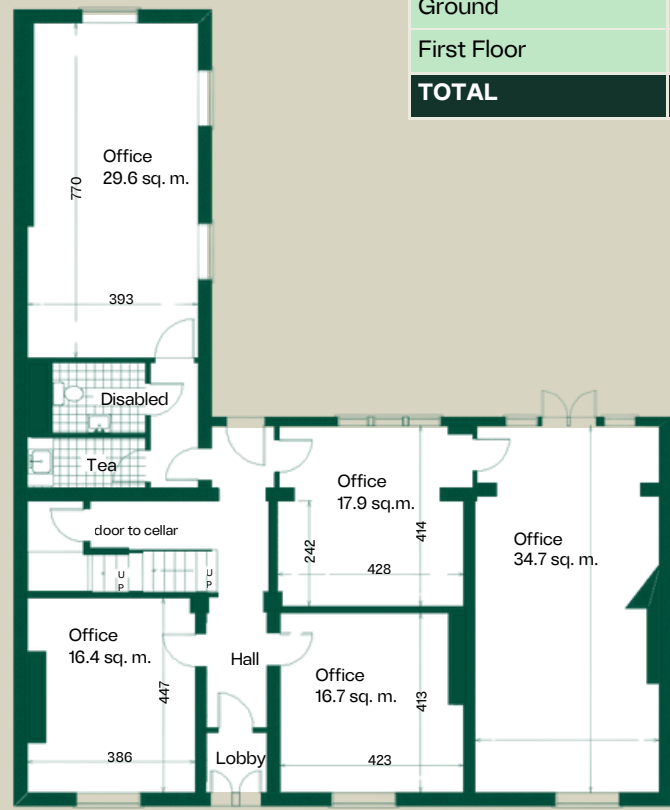 Ground
First Floor
TOTAL
Office
29.6 sq. m.
770
393
Disabled
Tea
door to cellar
UP
UP
Office
17.9 sq.m.
414
242
428
Office
34.7 sq. m.
Office
16.4 sq. m.
447
386
Hall
Lobby
Office
16.7 sq. m.
413
423